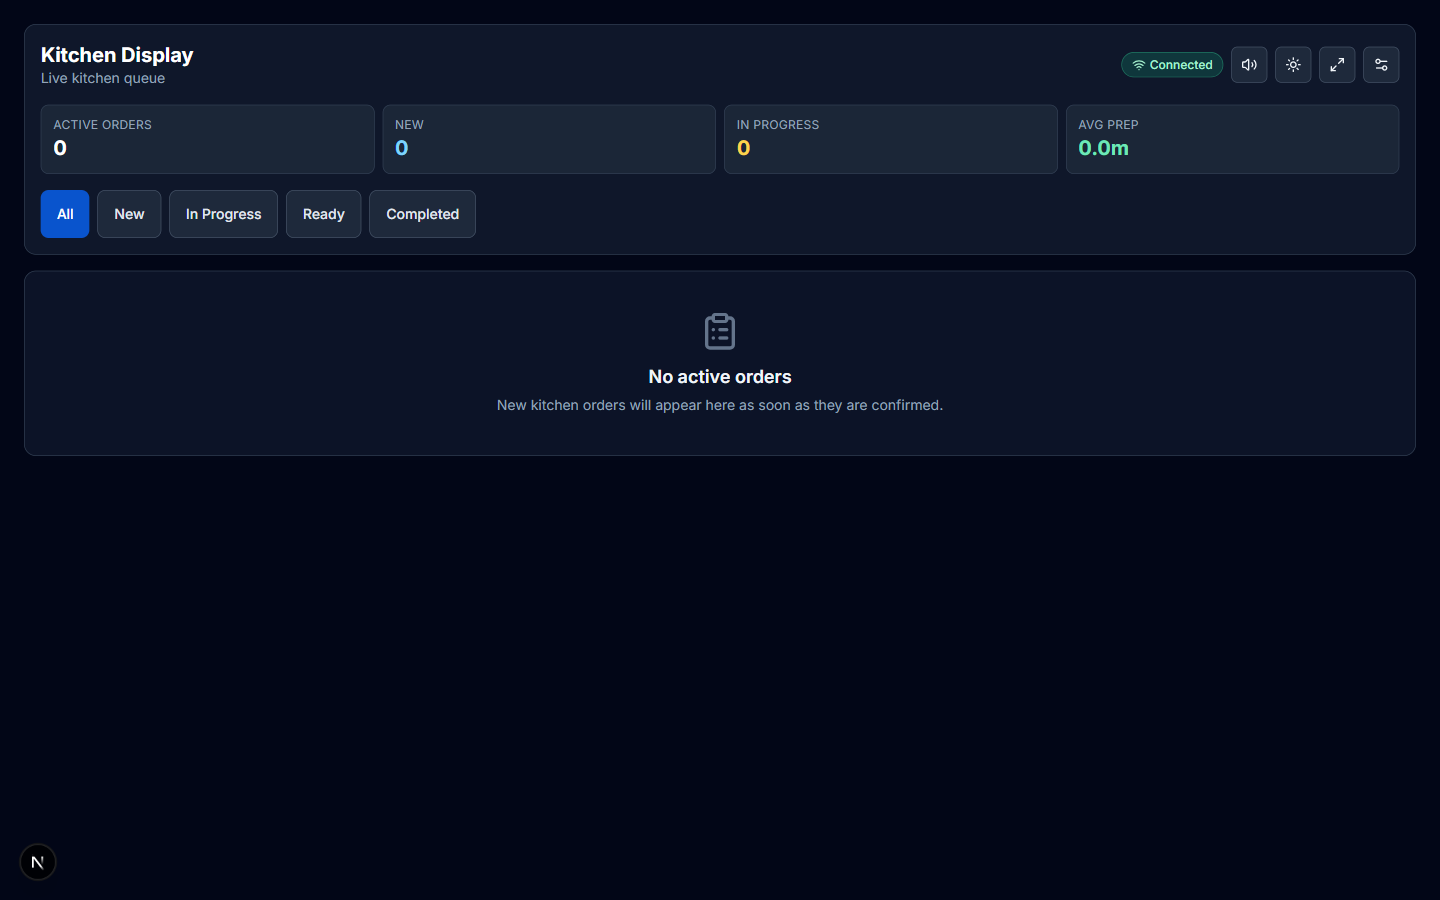 Kitchen Display
Live kitchen queue
Connected
ACTIVE ORDERS
0
NEW
0
IN PROGRESS
0
AVG PREP
0.0m
All
New
In Progress
Ready
Completed
No active orders
New kitchen orders will appear here as soon as they are confirmed.
N